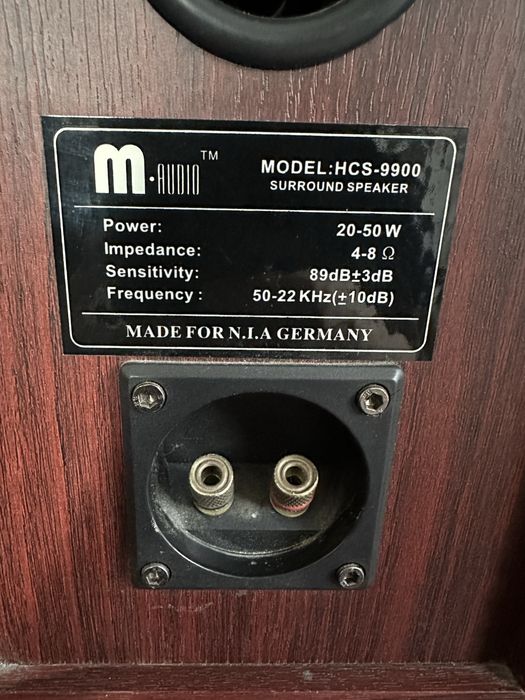 m·AUDIO™
MODEL:HCS-9900
SURROUND SPEAKER
Power: 20-50 W
Impedance: 4-8 Ω
Sensitivity: 89dB±3dB
Frequency : 50-22 KHz(±10dB)
MADE FOR N.I.A GERMANY